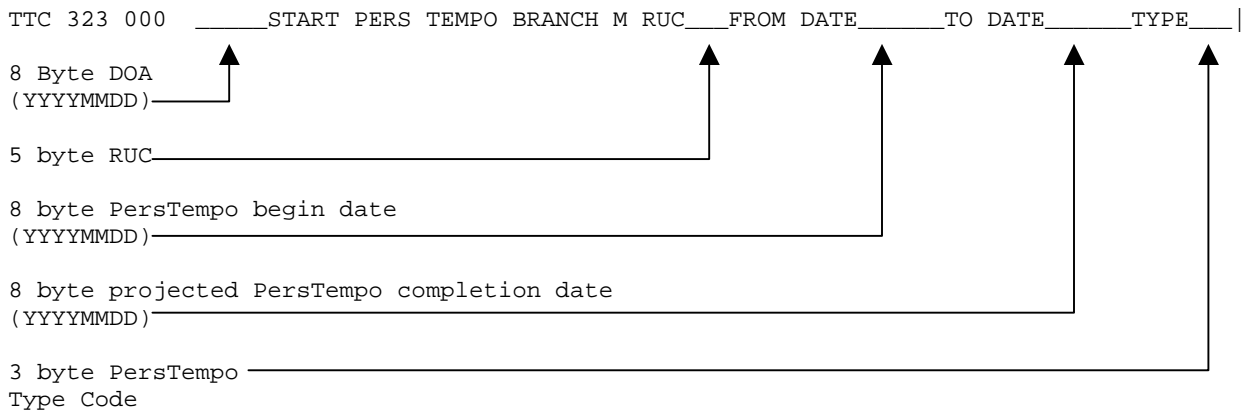 TTC 323 000 _____START PERS TEMPO BRANCH M RUC___FROM DATE______TO DATE______TYPE___|
8 Byte DOA
(YYYYMMDD)
5 byte RUC
8 byte PersTempo begin date
(YYYYMMDD)
8 byte projected PersTempo completion date
(YYYYMMDD)
3 byte PersTempo
Type Code